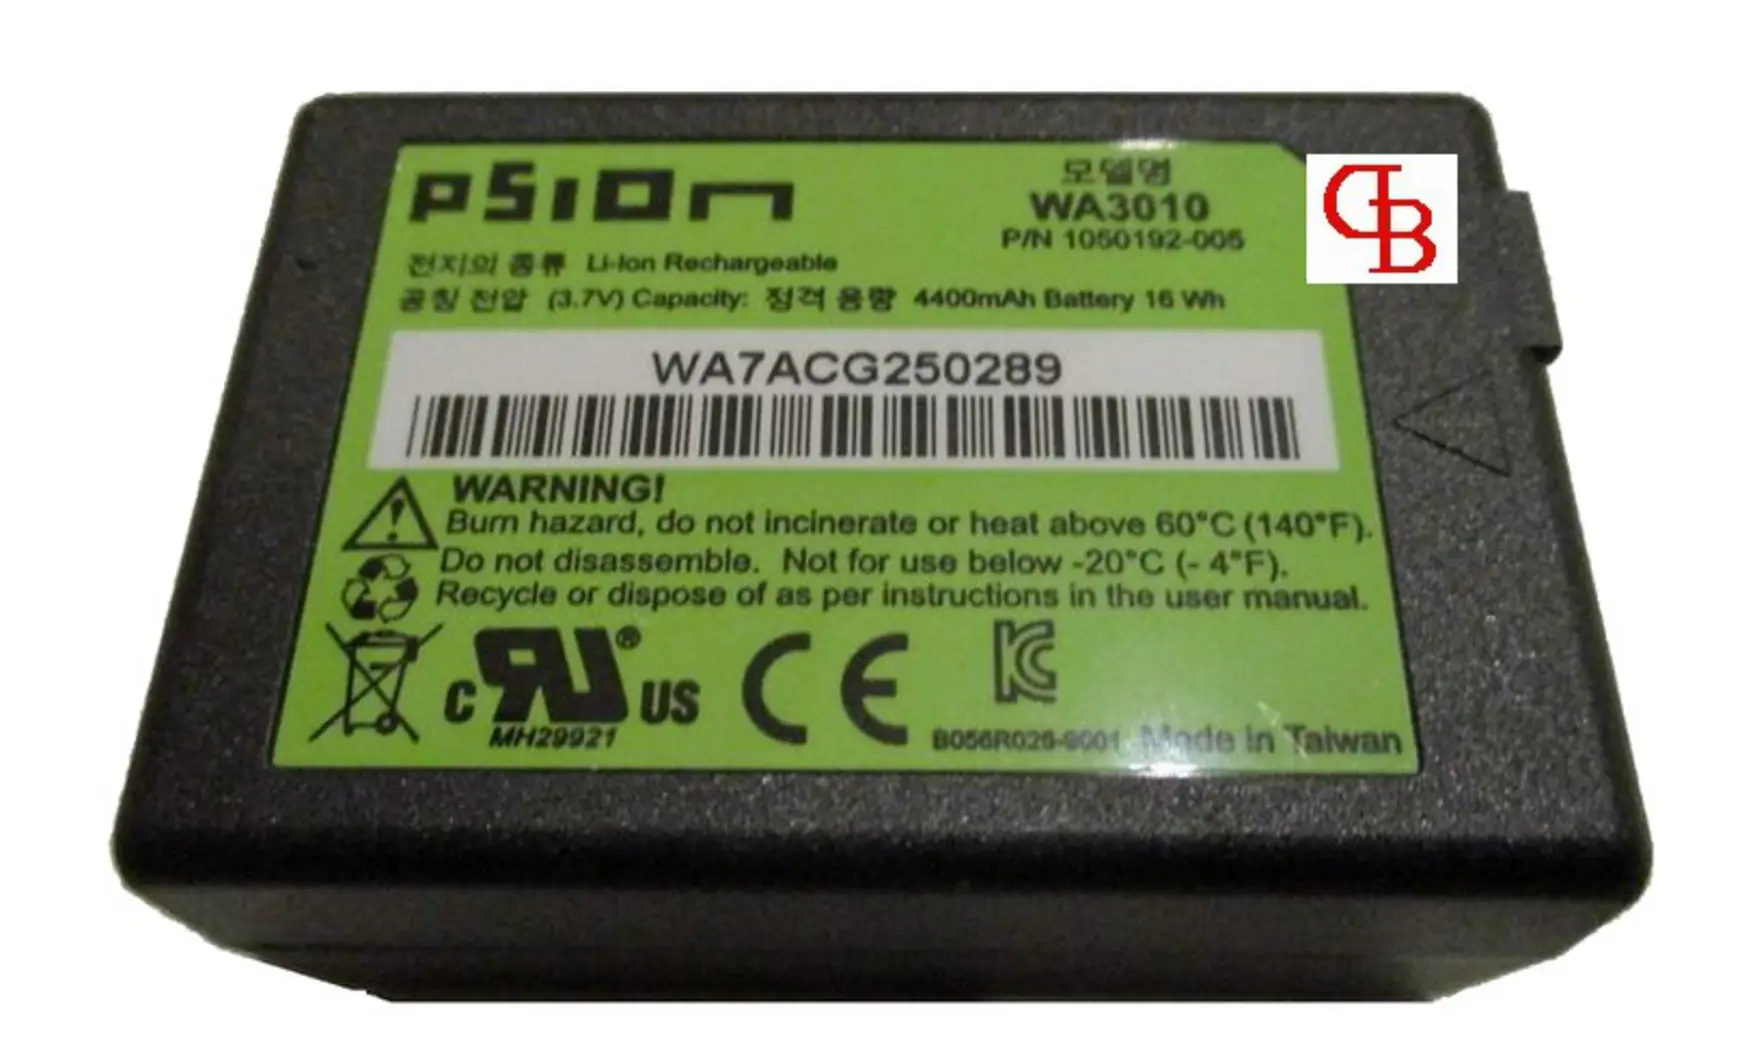 PSION
모델명
WA3010
P/N 1050192-005
전지의 종류 Li-Ion Rechargeable
공칭 전압 (3.7V) Capacity: 정격 용량 4400mAh Battery 16 Wh
WA7ACG250289
WARNING!
Burn hazard, do not incinerate or heat above 60°C (140°F).
Do not disassemble. Not for use below -20°C (- 4°F).
Recycle or dispose of as per instructions in the user manual.
C RU® US CE KC
MH29921
B056R026-9001 Made in Taiwan